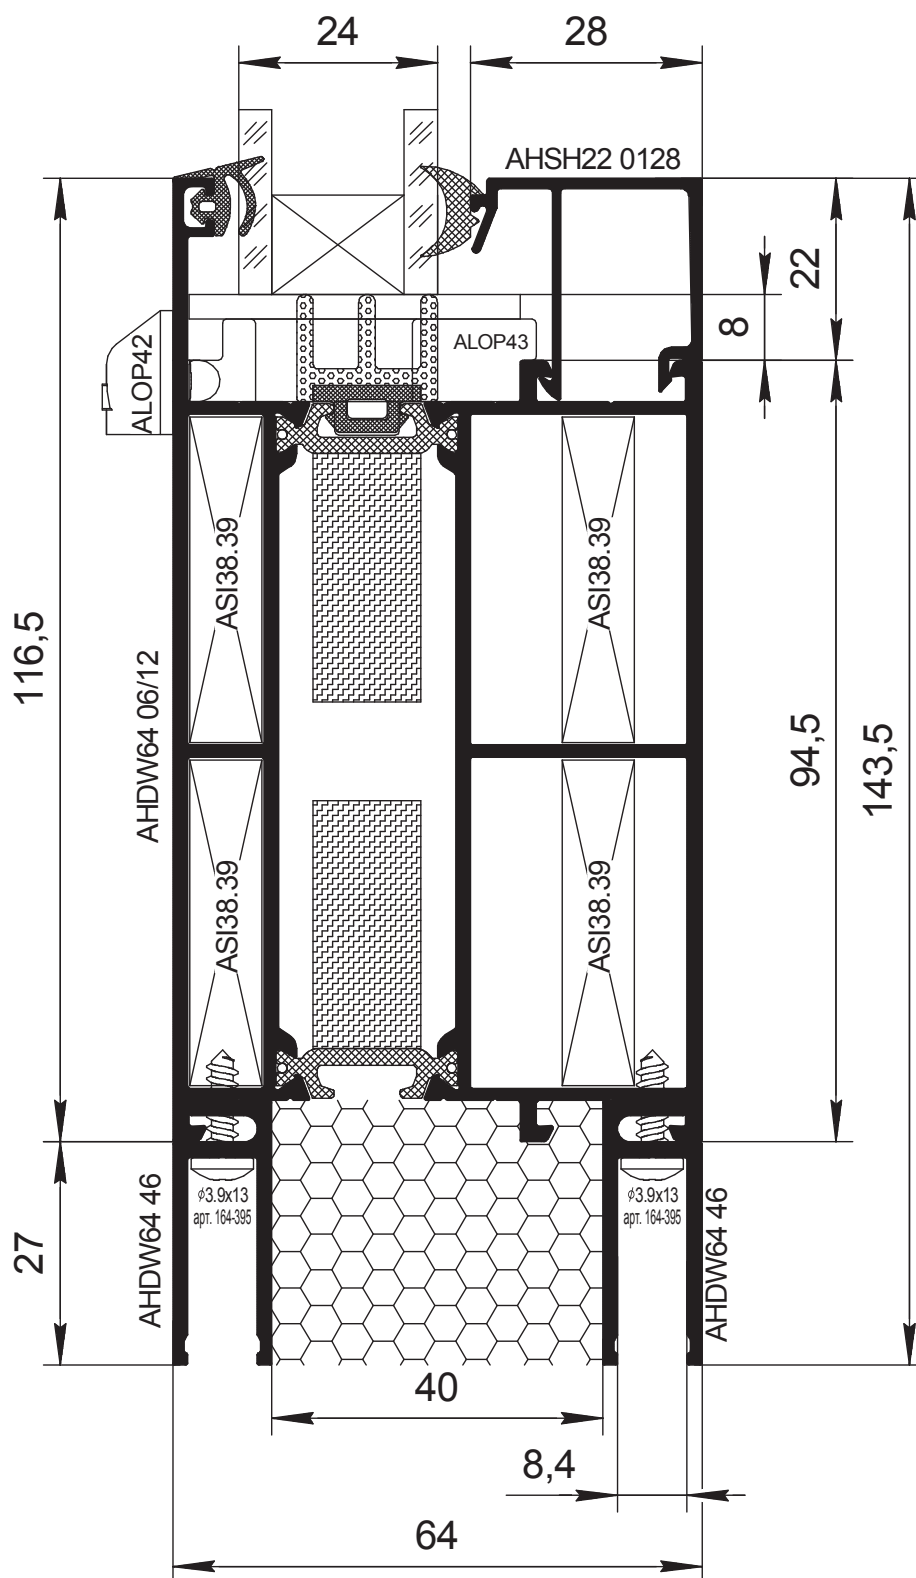 24
28
AHSH22 0128
22
8
ALOP42
ALOP43
ASI38.39
ASI38.39
116,5
AHDW64 06/12
94,5
143,5
ASI38.39
ASI38.39
ϕ3.9x13
арт. 164-395
ϕ3.9x13
арт. 164-395
27
AHDW64 46
AHDW64 46
40
8,4
64